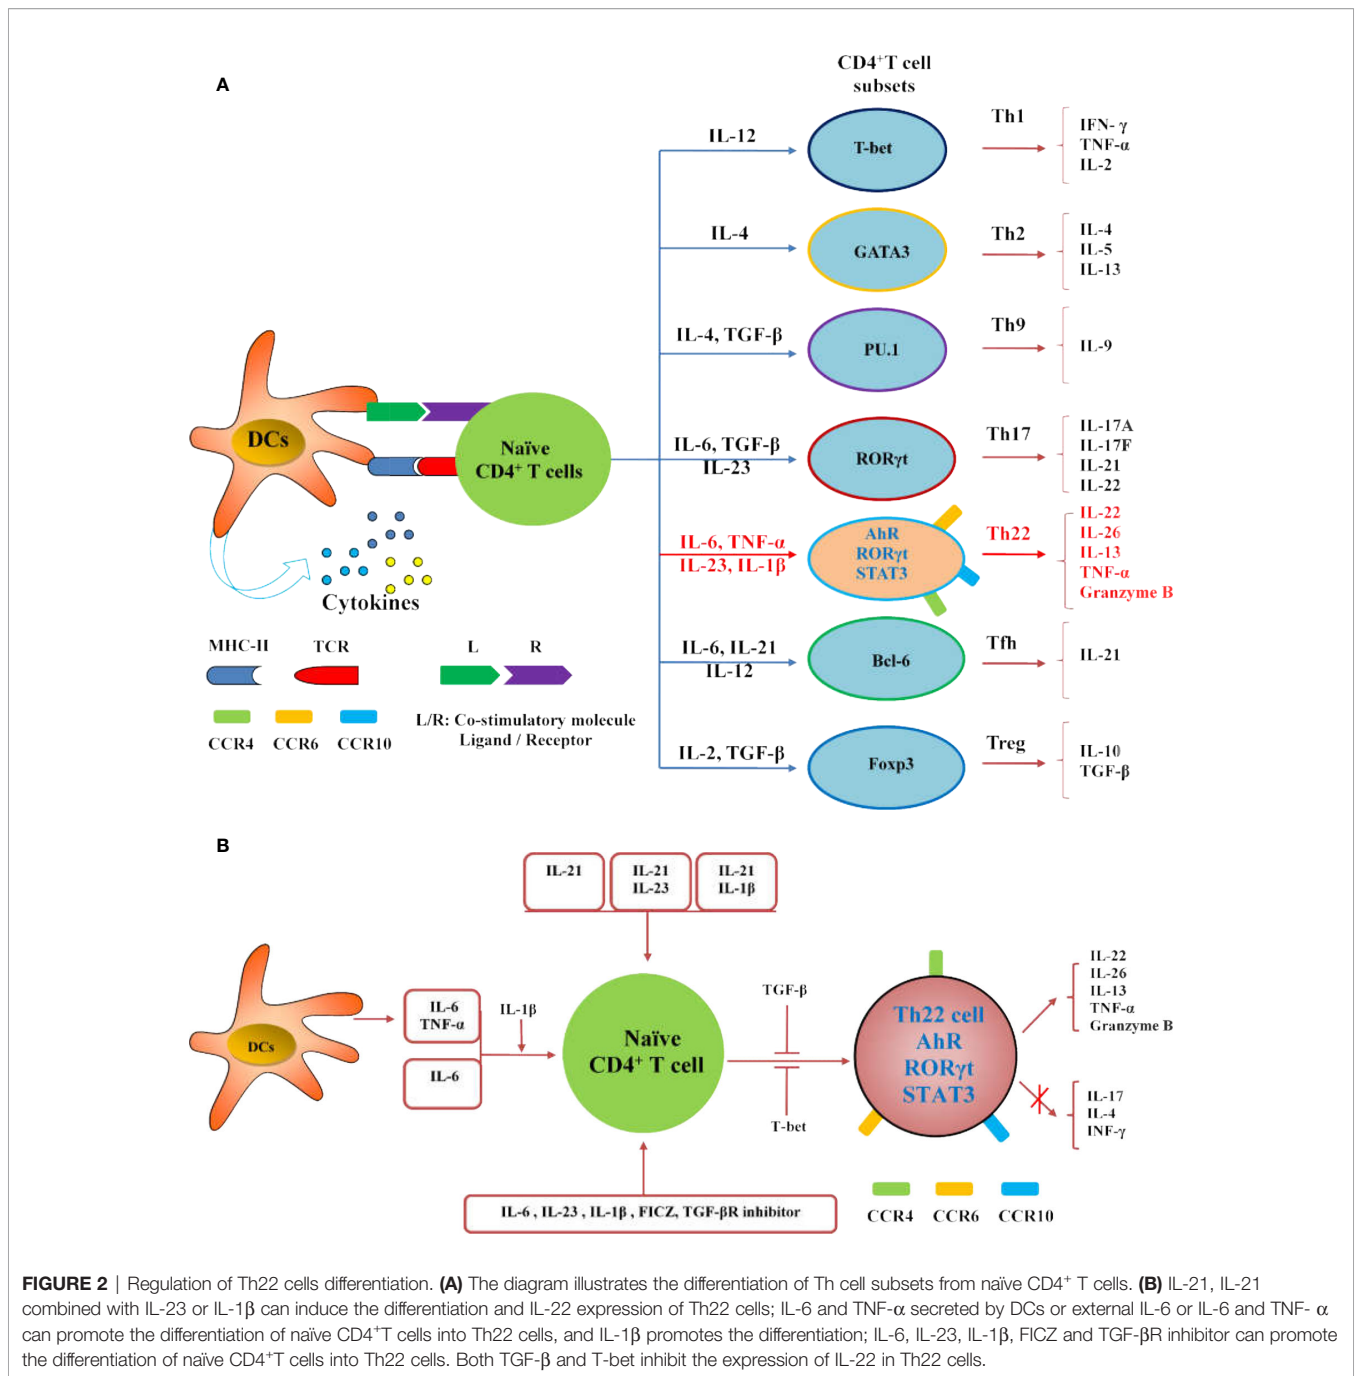 A
CD4⁺T cell
subsets
IL-12
T-bet
Th1
IFN- γ
TNF-α
IL-2
IL-4
GATA3
Th2
IL-4
IL-5
IL-13
IL-4, TGF-β
PU.1
Th9
IL-9
DCs
Naïve
CD4⁺ T cells
IL-6, TGF-β
IL-23
RORγt
Th17
IL-17A
IL-17F
IL-21
IL-22
IL-6, TNF-α
IL-23, IL-1β
AhR
RORγt
STAT3
Th22
IL-22
IL-26
IL-13
TNF-α
Granzyme B
Cytokines
MHC-II
TCR
L
R
IL-6, IL-21
IL-12
Bcl-6
Tfh
IL-21
CCR4
CCR6
CCR10
L/R: Co-stimulatory molecule
Ligand / Receptor
IL-2, TGF-β
Foxp3
Treg
IL-10
TGF-β
B
IL-21
IL-21
IL-23
IL-21
IL-1β
DCs
IL-6
TNF-α
IL-6
IL-1β
Naïve
CD4⁺ T cell
TGF-β
T-bet
Th22 cell
AhR
RORγt
STAT3
IL-22
IL-26
IL-13
TNF-α
Granzyme B
IL-17
IL-4
INF-γ
IL-6 , IL-23 , IL-1β , FICZ, TGF-βR inhibitor
CCR4
CCR6
CCR10
FIGURE 2 | Regulation of Th22 cells differentiation. (A) The diagram illustrates the differentiation of Th cell subsets from naïve CD4⁺ T cells. (B) IL-21, IL-21
combined with IL-23 or IL-1β can induce the differentiation and IL-22 expression of Th22 cells; IL-6 and TNF-α secreted by DCs or external IL-6 or IL-6 and TNF- α
can promote the differentiation of naïve CD4⁺T cells into Th22 cells, and IL-1β promotes the differentiation; IL-6, IL-23, IL-1β, FICZ and TGF-βR inhibitor can promote
the differentiation of naïve CD4⁺T cells into Th22 cells. Both TGF-β and T-bet inhibit the expression of IL-22 in Th22 cells.